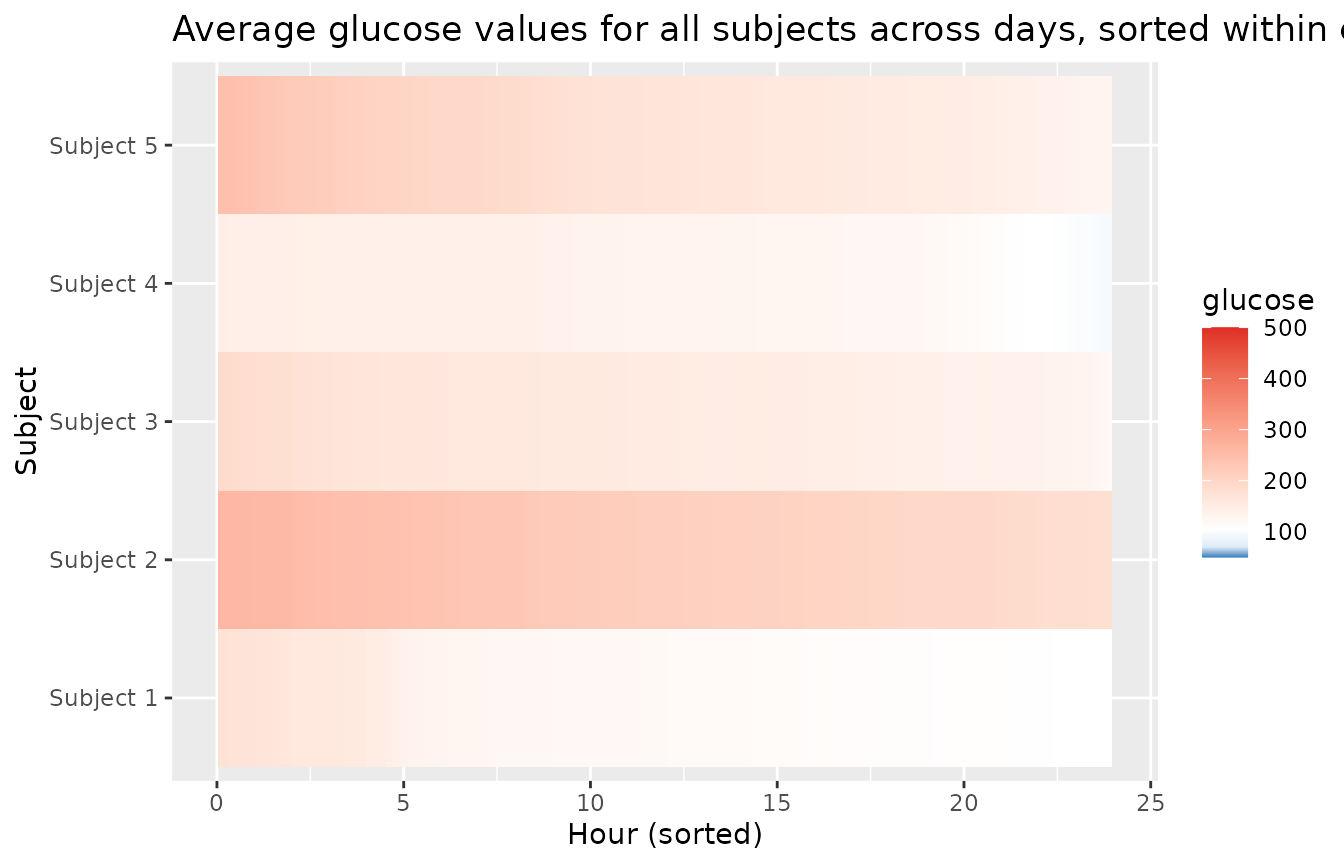 Average glucose values for all subjects across days, sorted within
Subject 5
Subject 4
Subject 3
Subject 2
Subject 1
Subject
0 5 10 15 20 25
Hour (sorted)
glucose
500
400
300
200
100